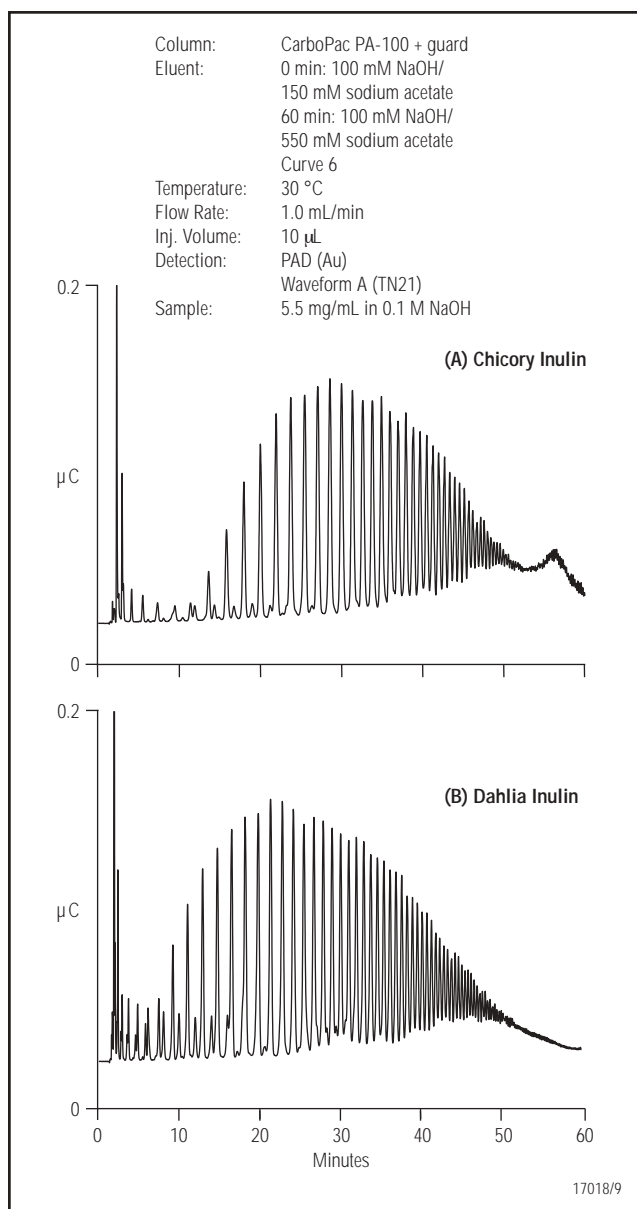 Column: CarboPac PA-100 + guard
Eluent: 0 min: 100 mM NaOH/
150 mM sodium acetate
60 min: 100 mM NaOH/
550 mM sodium acetate
Curve 6
Temperature: 30 °C
Flow Rate: 1.0 mL/min
Inj. Volume: 10 µL
Detection: PAD (Au)
Waveform A (TN21)
Sample: 5.5 mg/mL in 0.1 M NaOH
0.2
(A) Chicory Inulin
µC
0
0.2
(B) Dahlia Inulin
µC
0
0 10 20 30 40 50 60
Minutes
17018/9